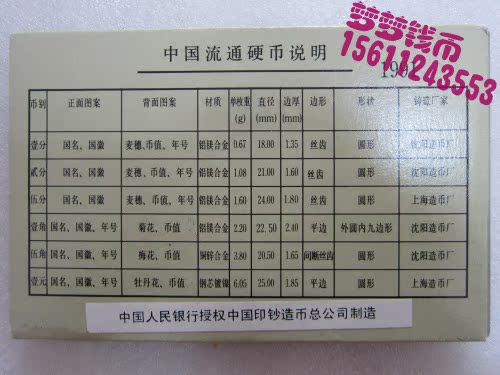 梦梦钱币
15611243553
中国流通硬币说明
币别 正面图案 背面图案 材质 单枚重(g) 直径(mm) 边厚(mm) 边形 形状 铸造厂家
壹分 国名、国徽 麦穗、币值、年号 铝镁合金 0.67 18.00 1.35 丝齿 圆形 沈阳造币厂
贰分 国名、国徽 麦穗、币值、年号 铝镁合金 1.08 21.00 1.60 丝齿 圆形 沈阳造币厂
伍分 国名、国徽 麦穗、币值、年号 铝镁合金 1.60 24.00 1.80 丝齿 圆形 上海造币厂
壹角 国名、国徽、年号 菊花、币值 铝镁合金 2.20 22.50 2.40 平边 外圆内九边形 沈阳造币厂
伍角 国名、国徽、年号 梅花、币值 铜锌合金 3.80 20.50 1.65 间断丝齿 圆形 上海造币厂
壹元 国名、国徽、年号 牡丹花、币值 钢芯镀镍 6.05 25.00 1.85 平边 圆形 上海造币厂
中国人民银行授权中国印钞造币总公司制造